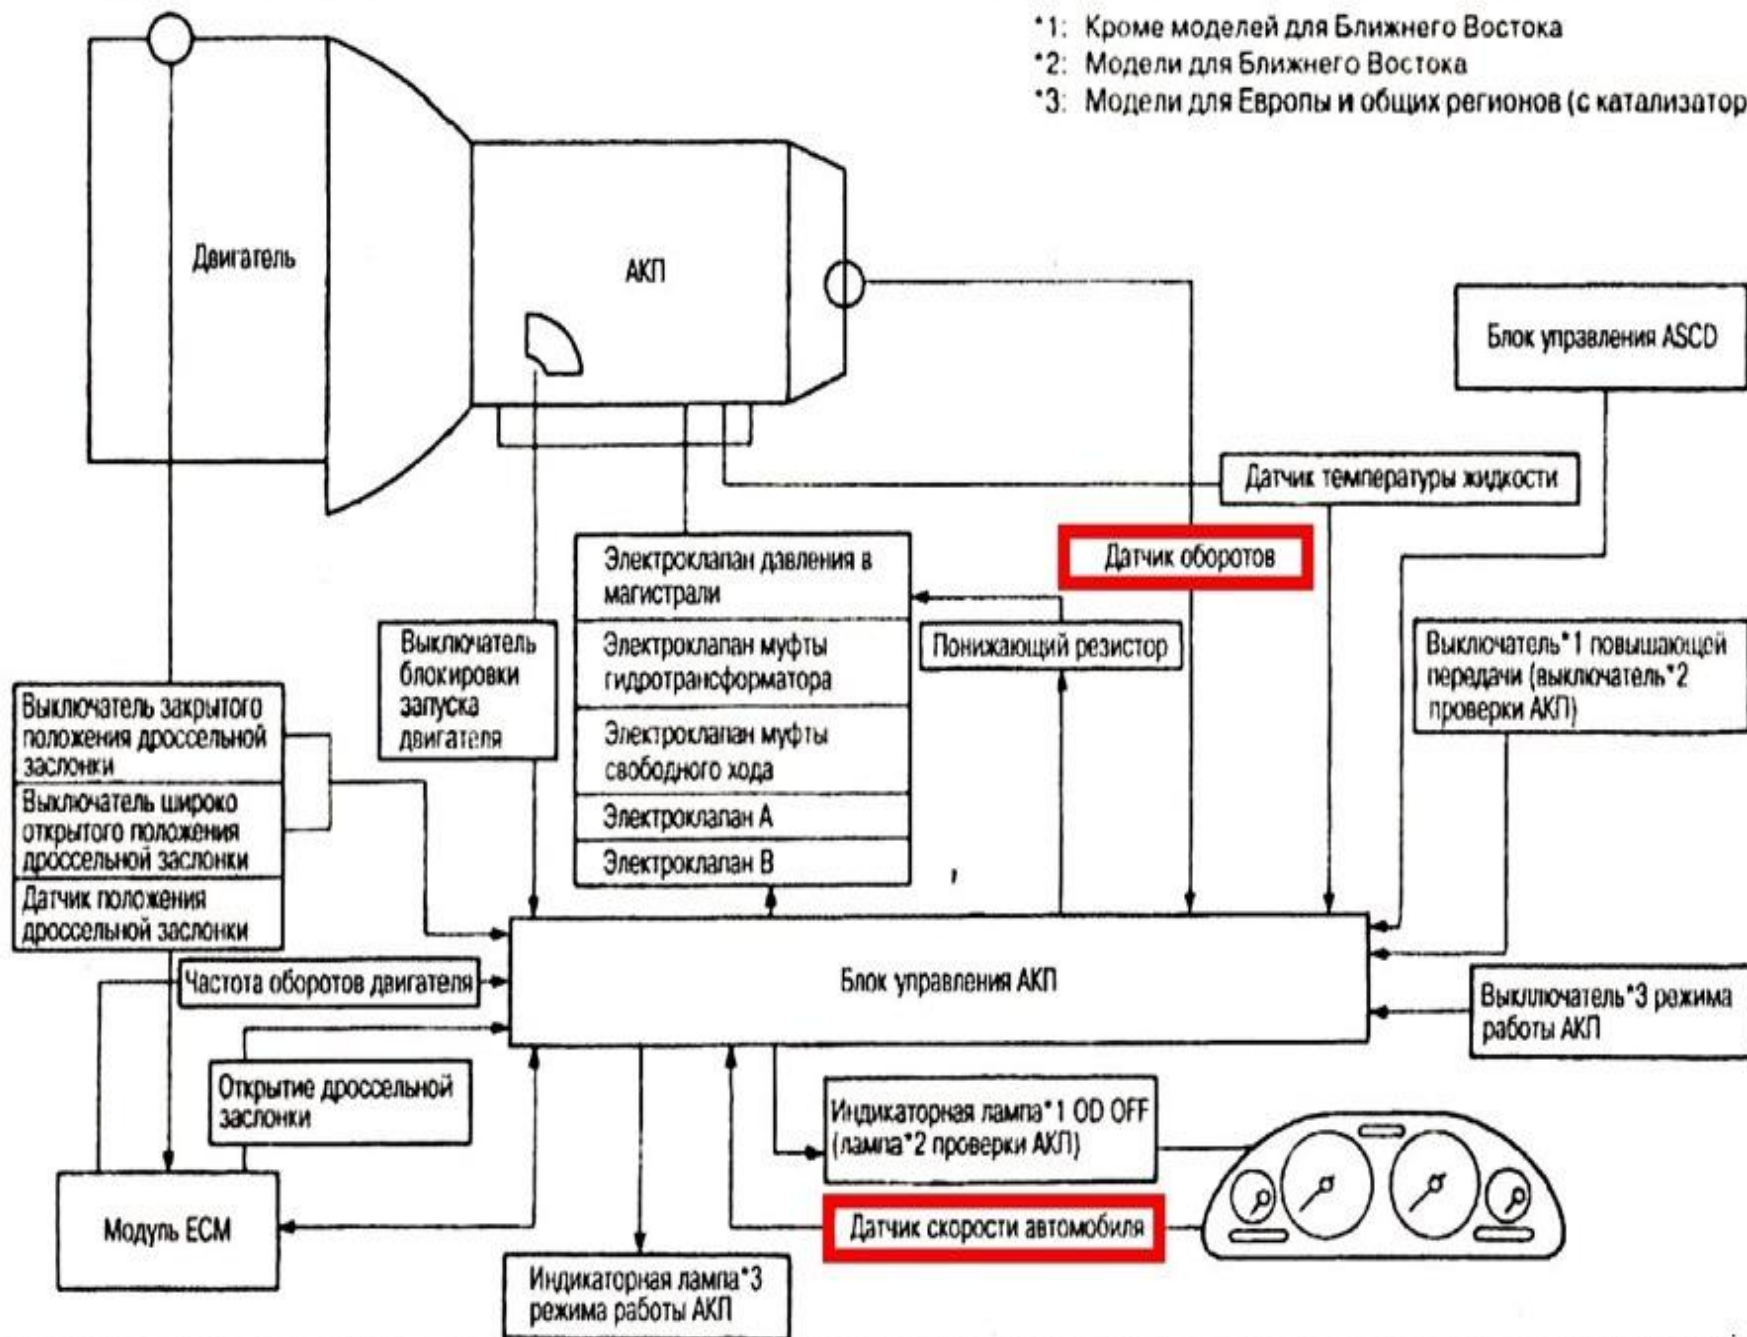 *1: Кроме моделей для Ближнего Востока
*2: Модели для Ближнего Востока
*3: Модели для Европы и общих регионов (с катализатор
Двигатель
АКП
Блок управления ASCD
Датчик температуры жидкости
Датчик оборотов
Электроклапан давления в
магистрали
Электроклапан муфты
гидротрансформатора
Электроклапан муфты
свободного хода
Электроклапан А
Электроклапан В
Понижающий резистор
Выключатель
блокировки
запуска
двигателя
Выключатель*1 повышающей
передачи (выключатель*2
проверки АКП)
Выключатель закрытого
положения дроссельной
заслонки
Выключатель широко
открытого положения
дроссельной заслонки
Датчик положения
дроссельной заслонки
Частота оборотов двигателя
Блок управления АКП
Выкллючатель*3 режима
работы АКП
Открытие дроссельной
заслонки
Индикаторная лампа*1 OD OFF
(лампа*2 проверки АКП)
Модуль ECM
Датчик скорости автомобиля
Индикаторная лампа*3
режима работы АКП